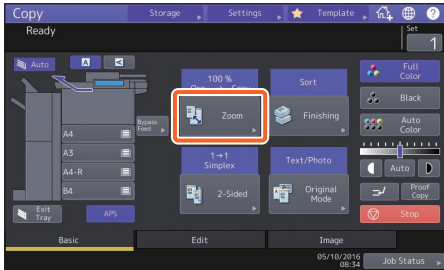 Copy
Storage
Settings
Template
?
Ready
Set
1
Auto
A
A
100 %
Org. → Copy
Zoom
Sort
Finishing
Full
Color
Black
Auto
Color
Bypass
Feed
A4
A3
A4-R
B4
1→1
Simplex
2-Sided
Text/Photo
Original
Mode
Auto
Proof
Copy
Exit
Tray
APS
Stop
Basic
Edit
Image
05/10/2016
08:34
Job Status